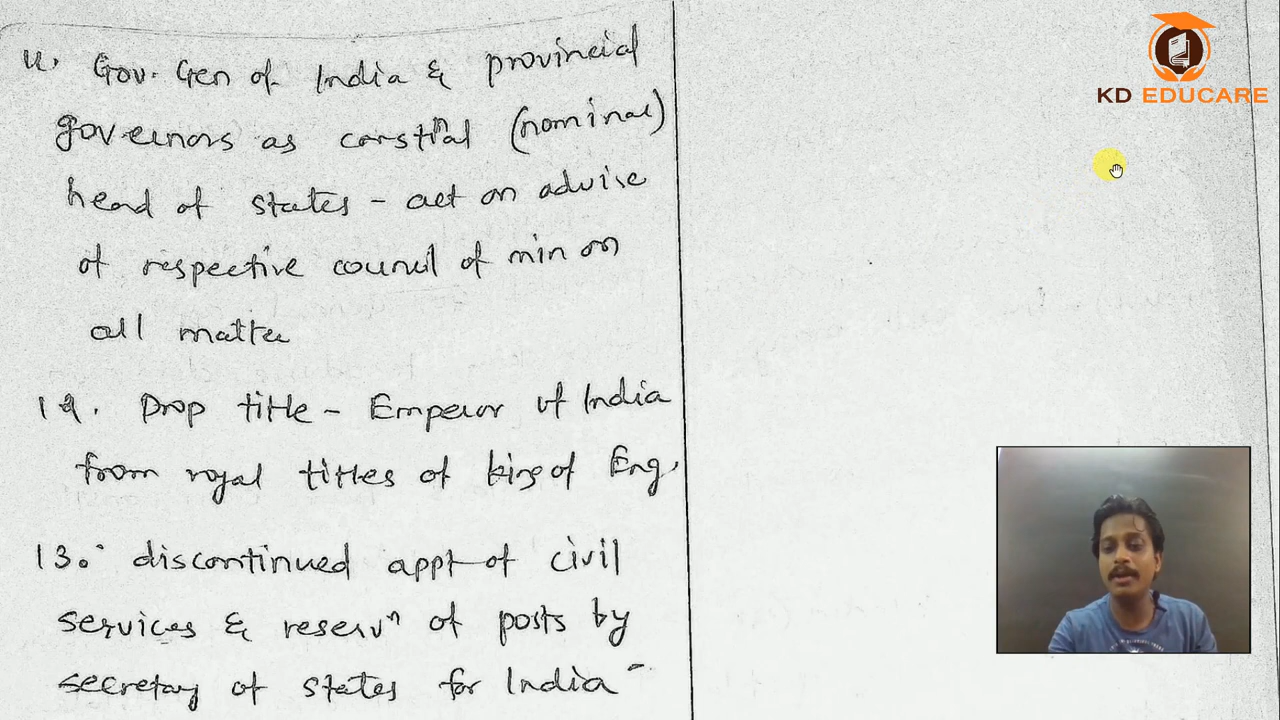 11. Gov. Gen of India & provincial
governors as constnal (nominal)
head of states - act on advise
of respective council of min on
all matter
12. Drop title - Emperor of India
from royal titles of king of Eng.
13. discontinued appt of civil
services & reservn of posts by
secretary of states for India
KD EDUCARE